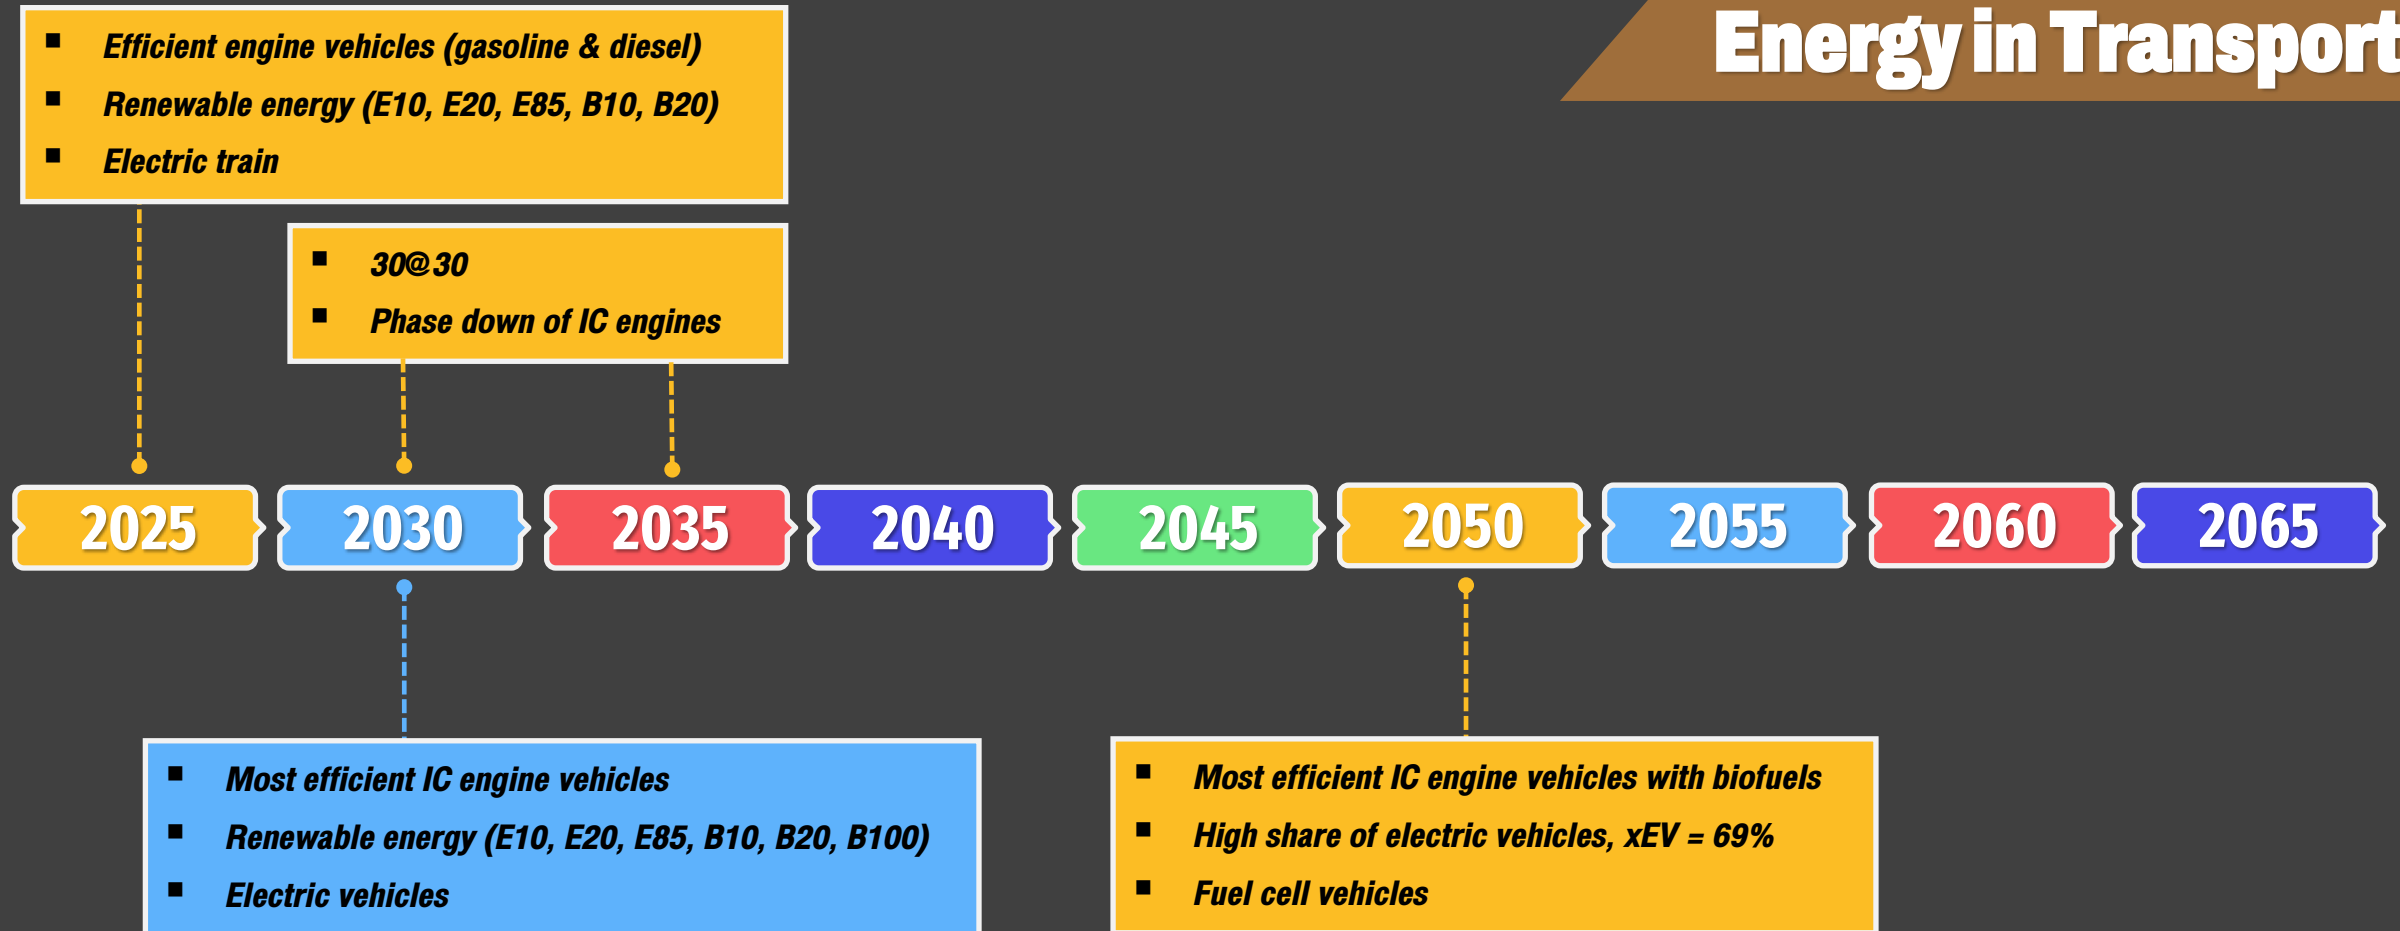 Energy in Transport
Efficient engine vehicles (gasoline & diesel)
Renewable energy (E10, E20, E85, B10, B20)
Electric train
30@30
Phase down of IC engines
2025
2030
2035
2040
2045
2050
2055
2060
2065
Most efficient IC engine vehicles
Renewable energy (E10, E20, E85, B10, B20, B100)
Electric vehicles
Most efficient IC engine vehicles with biofuels
High share of electric vehicles, xEV = 69%
Fuel cell vehicles